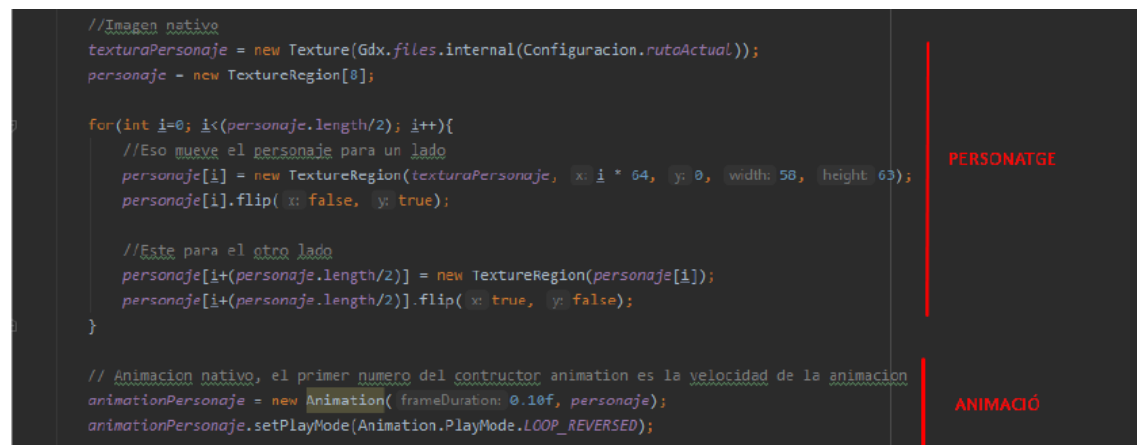 //Imagen nativo
texturaPersonaje = new Texture(Gdx.files.internal(Configuracion.rutaActual));
personaje = new TextureRegion[8];
for(int i=0; i<(personaje.length/2); i++){
//Eso mueve el personaje para un lado
personaje[i] = new TextureRegion(texturaPersonaje, x: i * 64, y: 0, width: 58, height: 63);
personaje[i].flip( x: false, y: true);
PERSONATGE
//Este para el otro lado
personaje[i+(personaje.length/2)] = new TextureRegion(personaje[i]);
personaje[i+(personaje.length/2)].flip( x: true, y: false);
}
// Animacion nativo, el primer numero del contructor animation es la velocidad de la animacion
animationPersonaje = new Animation( frameDuration: 0.10f, personaje);
animationPersonaje.setPlayMode(Animation.PlayMode.LOOP_REVERSED);
ANIMACIÓ